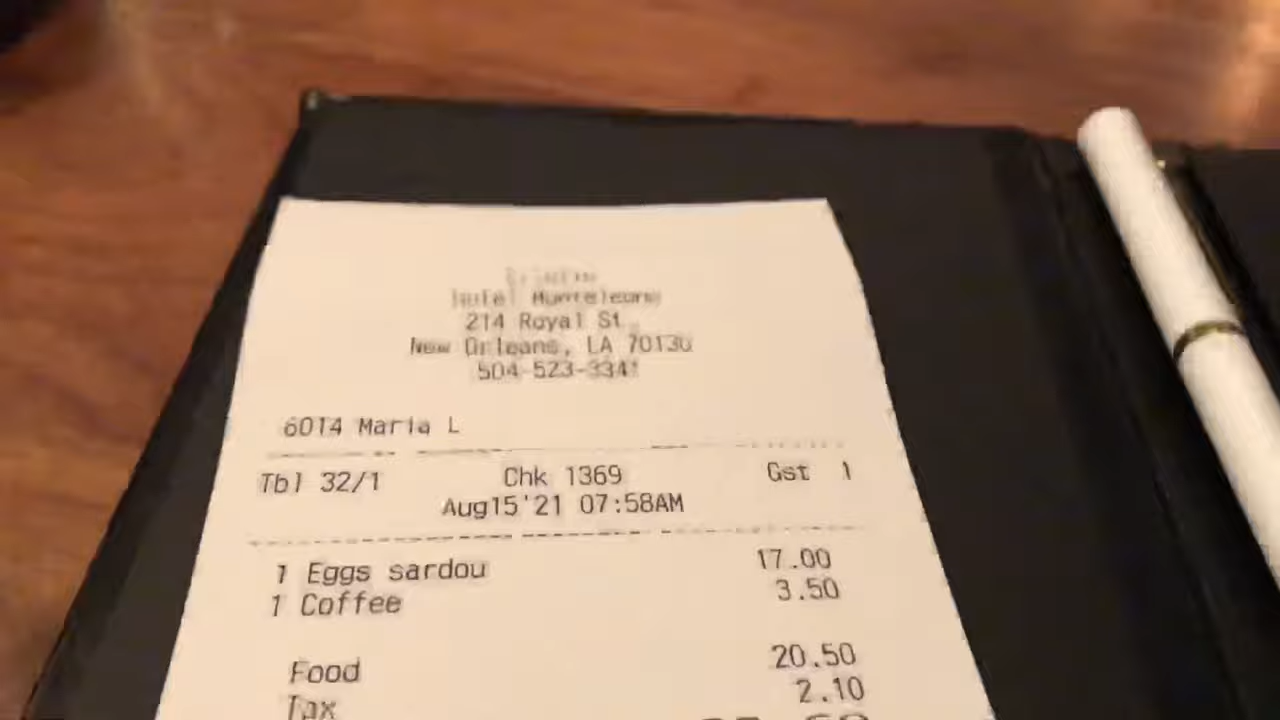 Hotel Monteleone
214 Royal St.
New Orleans, LA 70130
504-523-3341
6014 Maria L
Tbl 32/1 Chk 1369 Gst 1
Aug15'21 07:58AM
1 Eggs sardou 17.00
1 Coffee 3.50
Food 20.50
Tax 2.10